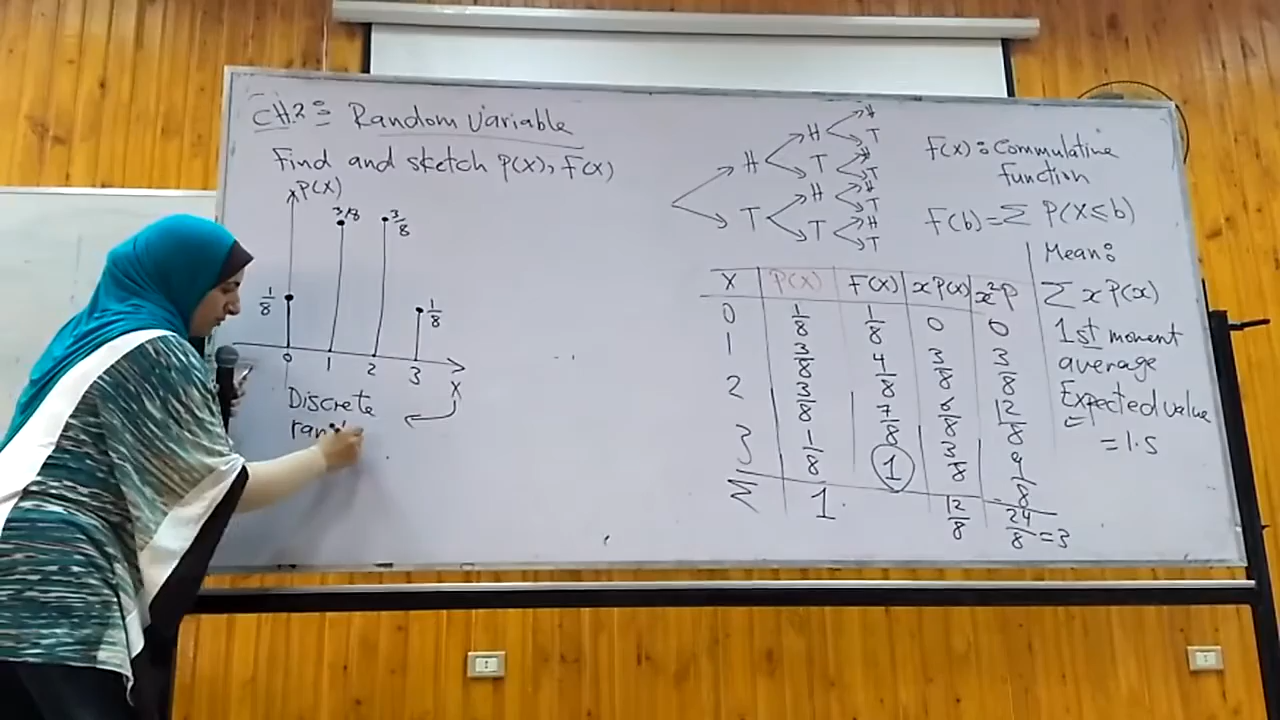 CH2: Random Variable
Find and sketch P(X), F(X)
P(X)
3/8
3/8
1/8
1/8
0 1 2 3
X
Discrete
ran
H
H
T
H
T
H
T
H
T
T
H
T
H
T
H
T
F(X): Commulative
function
F(b) = Σ P(X≤b)
Mean:
Σ x P(x)
1st moment
average
Expected value
= 1.5
X P(X) F(X) xP(x) x²P
0 1/8 1/8 0 0
1 3/8 4/8 3/8 3/8
2 3/8 7/8 6/8 12/8
3 1/8 1 3/8 9/8
Σ 1 12/8 24/8 = 3